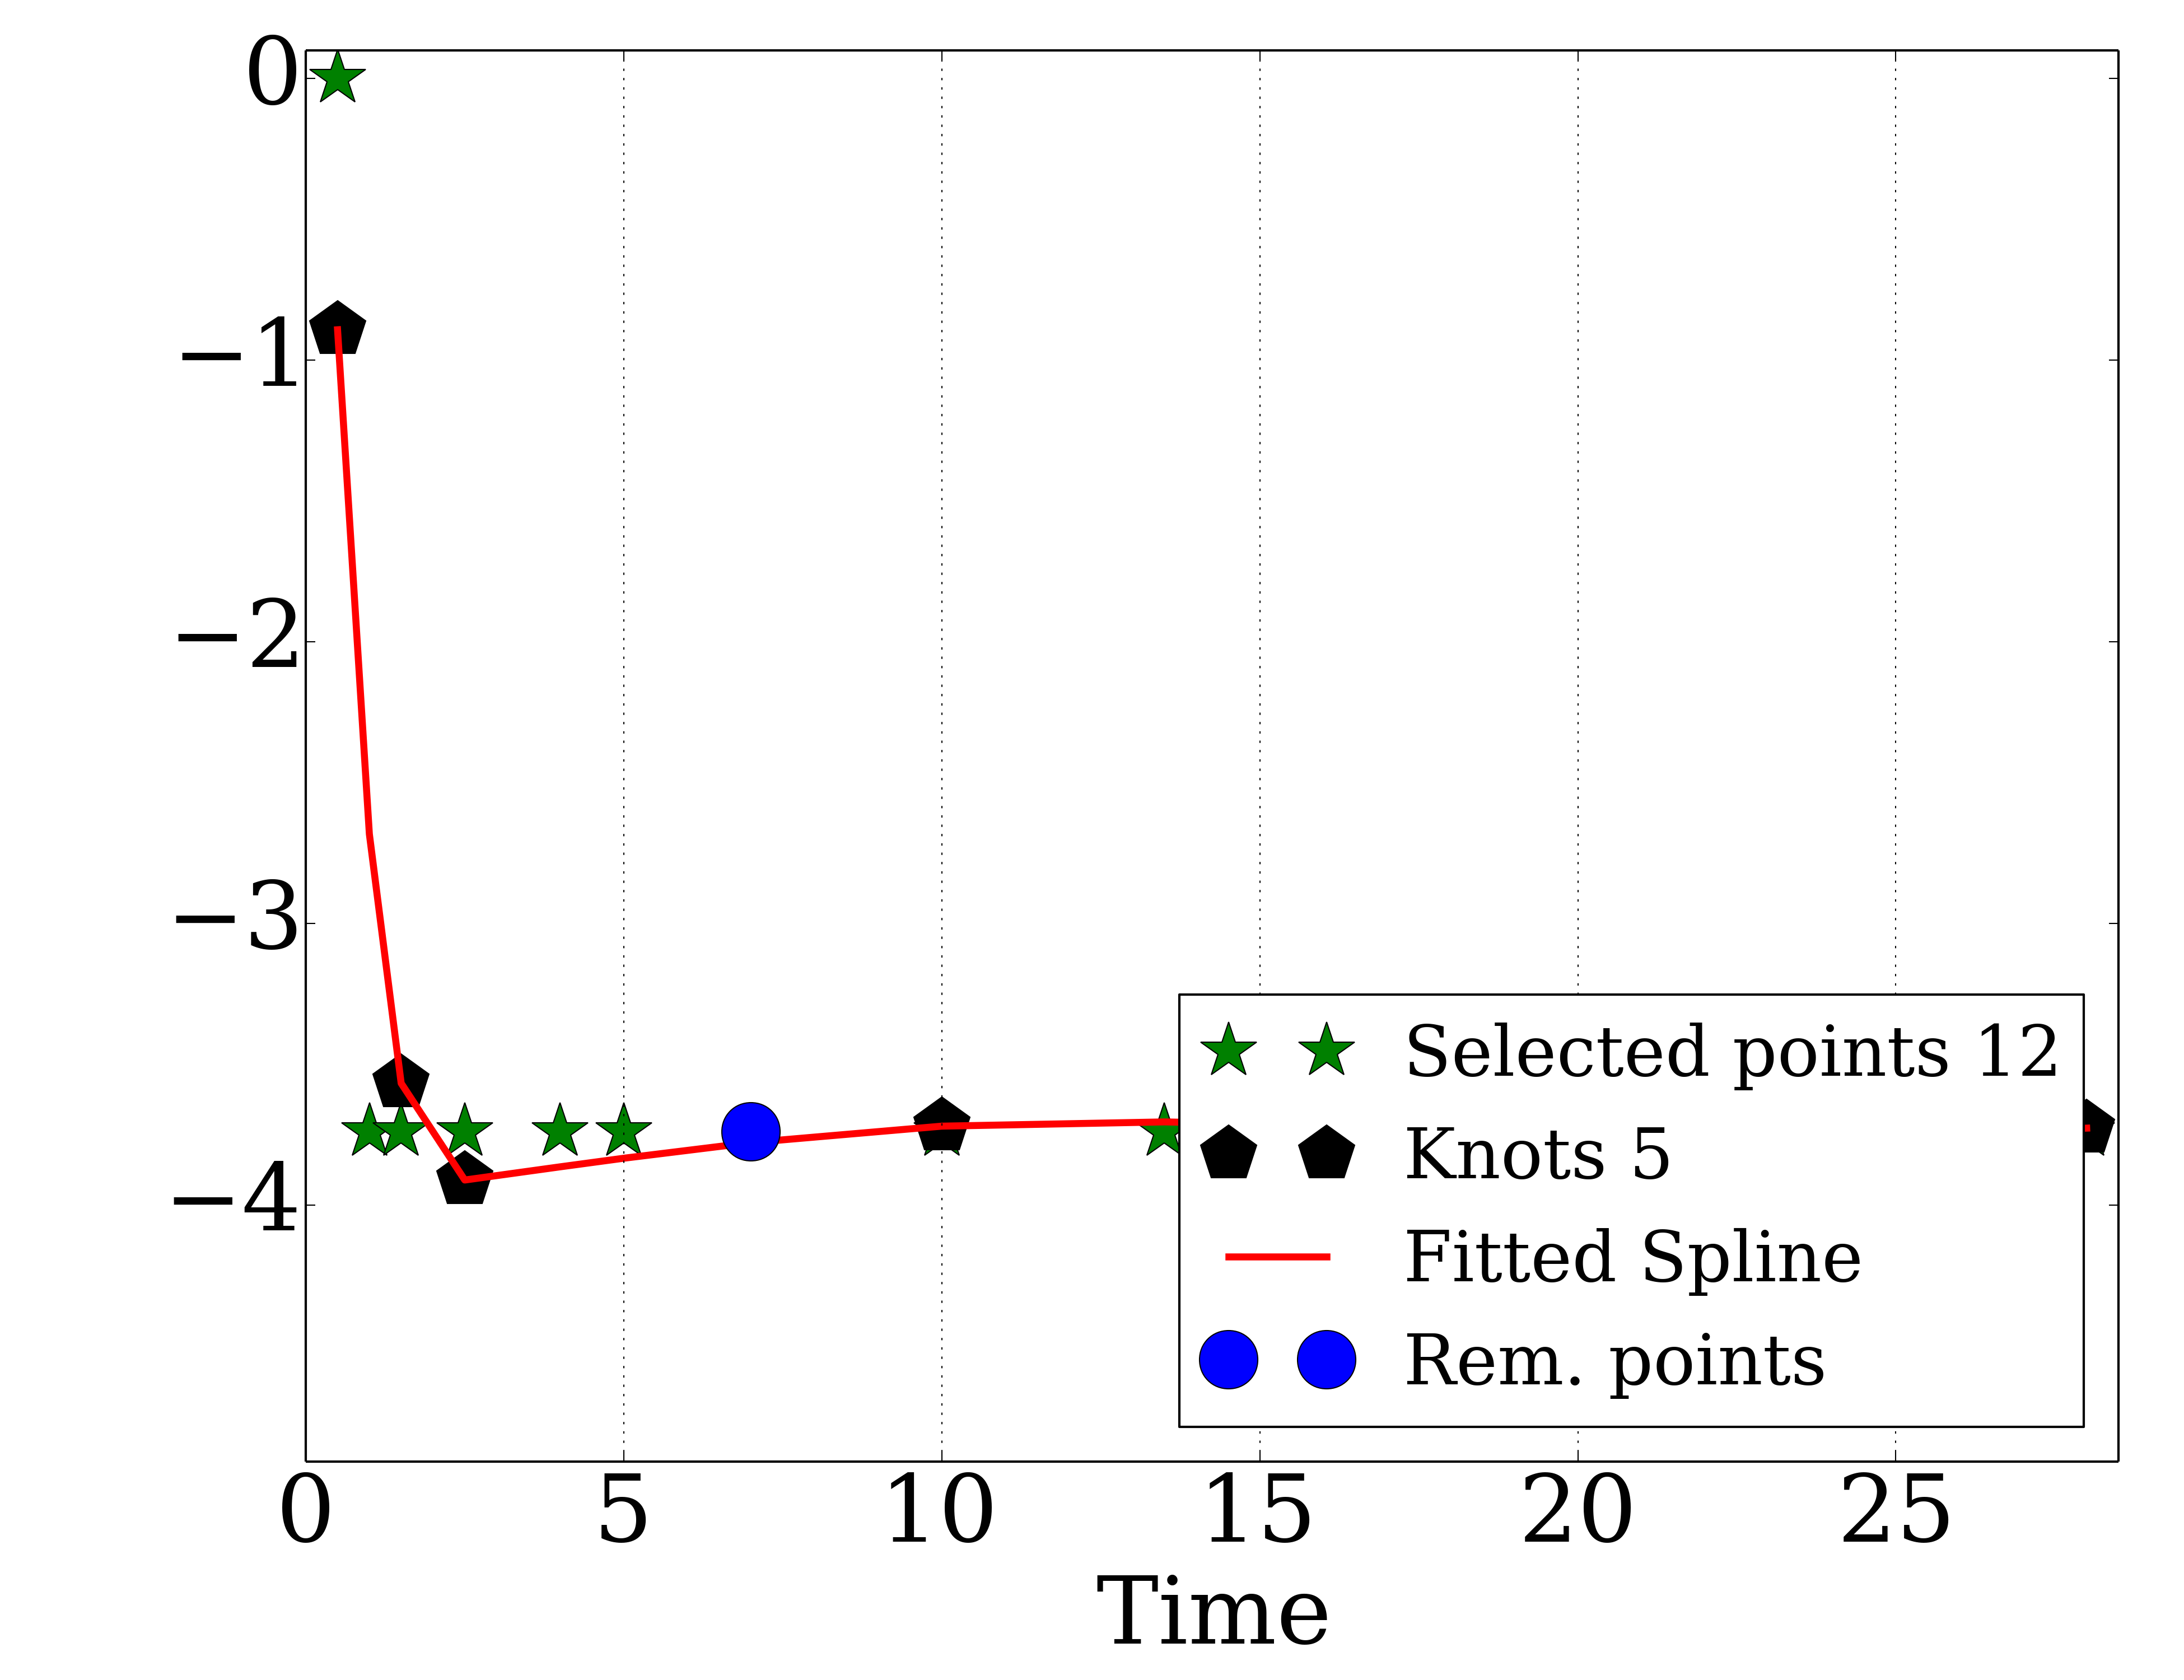 0
−1
−2
−3
−4
Selected points 12
Knots 5
Fitted Spline
Rem. points
0 5 10 15 20 25
Time